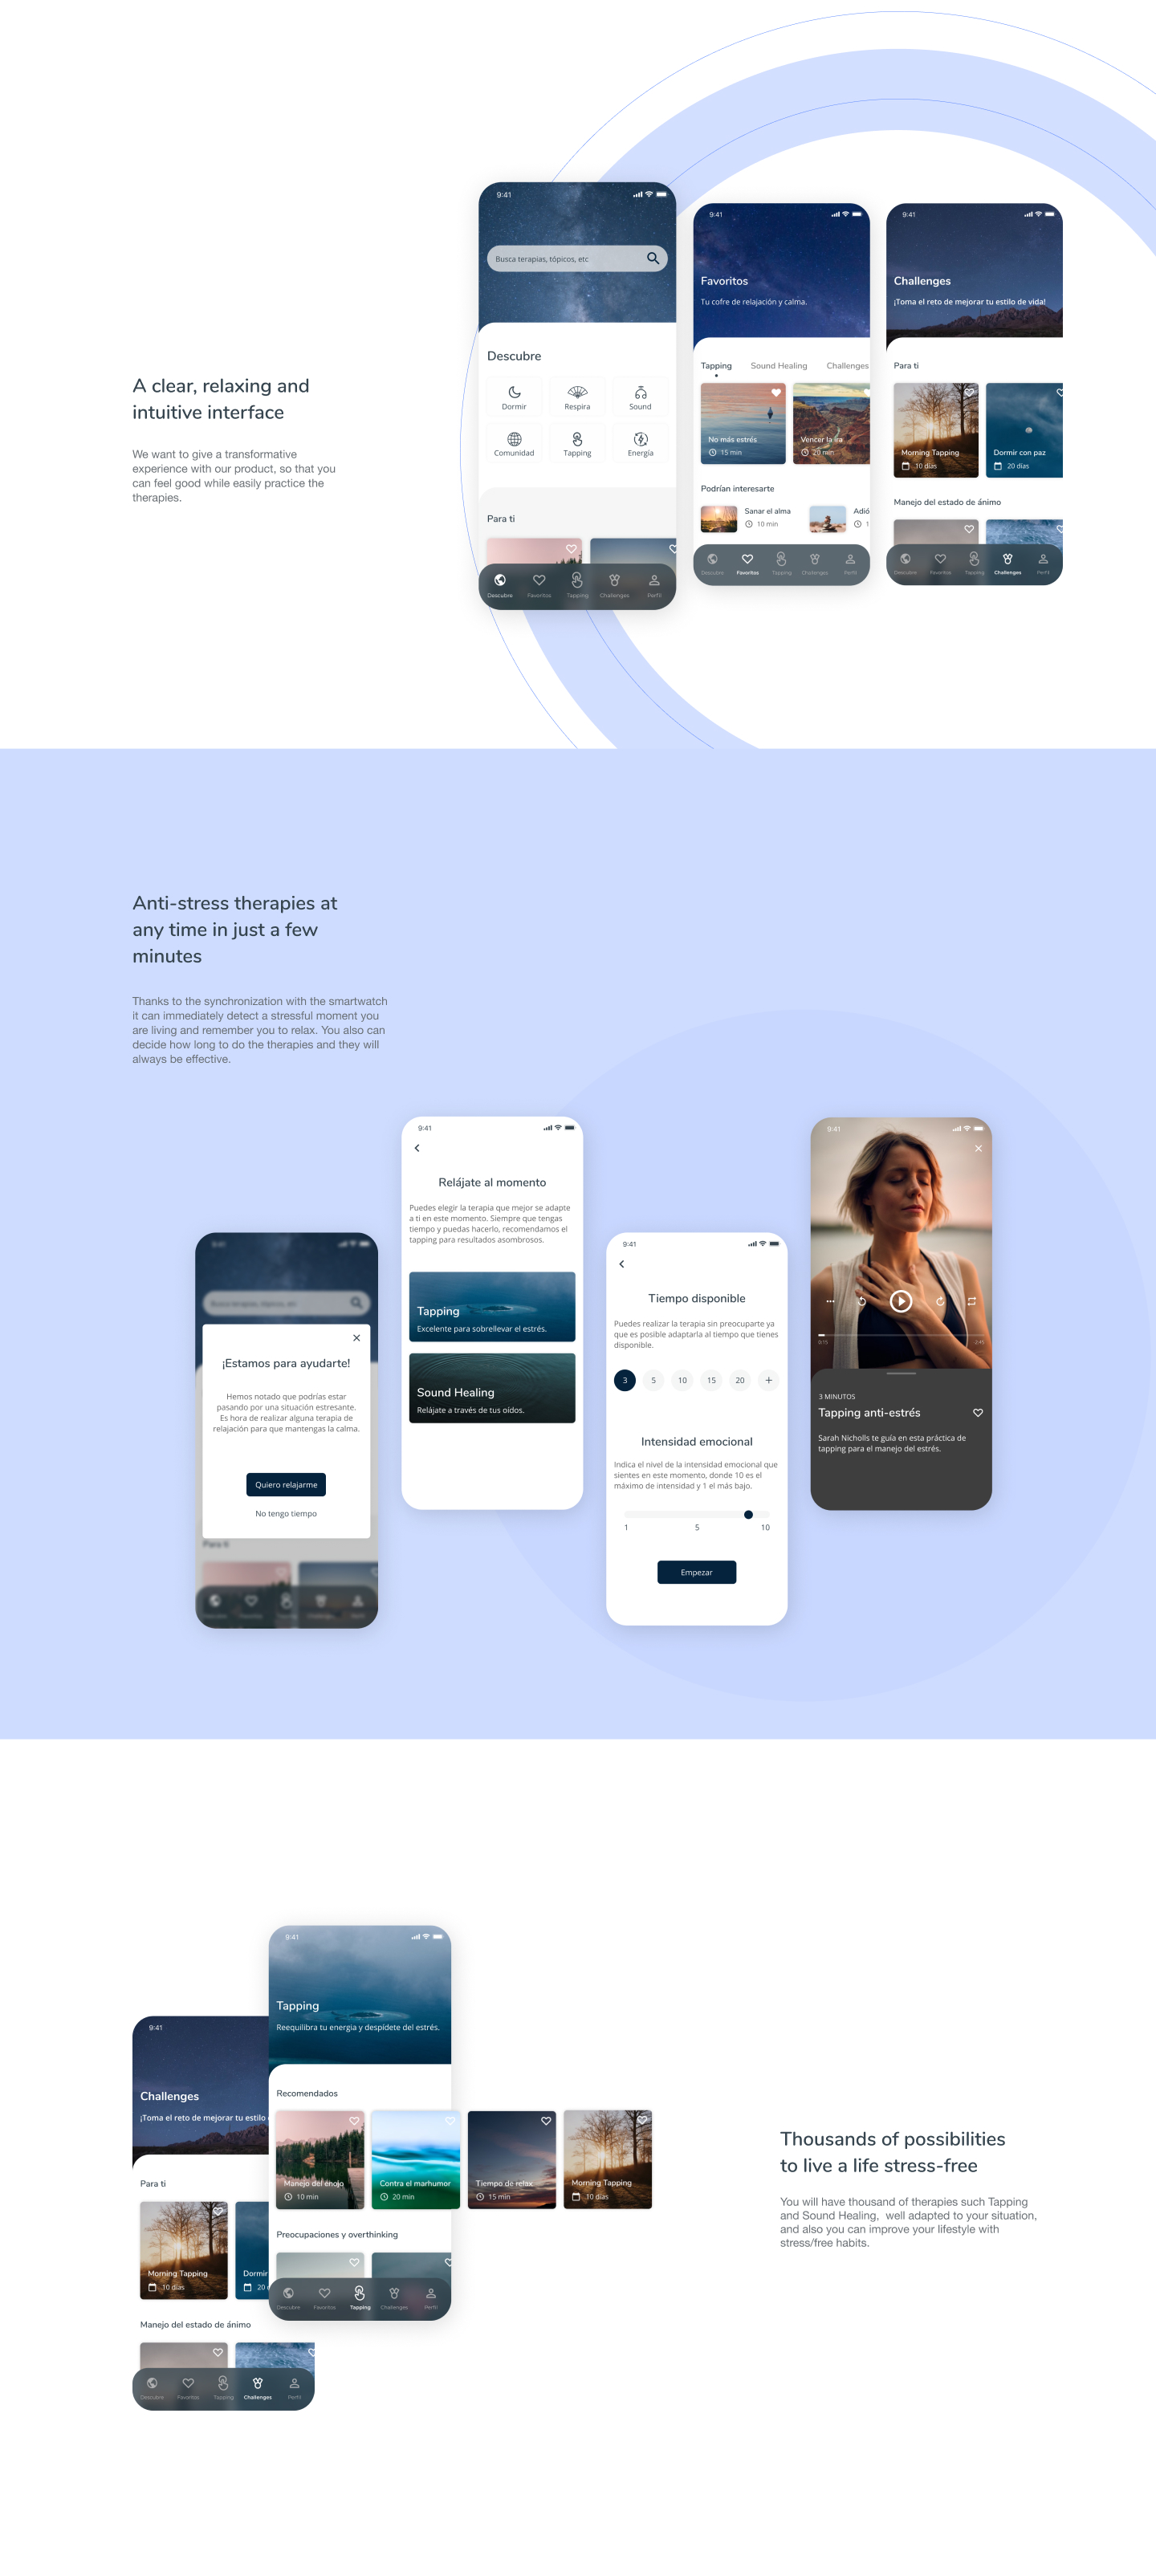 A clear, relaxing and
intuitive interface
We want to give a transformative
experience with our product, so that you
can feel good while easily practice the
therapies.
9:41
Busca terapias, tópicos, etc
Descubre
Dormir
Respira
Sound
Comunidad
Tapping
Energía
Para ti
Descubre
Favoritos
Tapping
Challenges
Perfil
9:41
Favoritos
Tu cofre de relajación y calma.
Tapping
Sound Healing
Challenges
No más estrés
15 min
Vencer la ira
20 min
Podrían interesarte
Sanar el alma
10 min
Adió
1
Descubre
Favoritos
Tapping
Challenges
Perfil
9:41
Challenges
¡Toma el reto de mejorar tu estilo de vida!
Para ti
Morning Tapping
10 días
Dormir con paz
20 días
Manejo del estado de ánimo
Descubre
Favoritos
Tapping
Challenges
Perfil
Anti-stress therapies at
any time in just a few
minutes
Thanks to the synchronization with the smartwatch
it can immediately detect a stressful moment you
are living and remember you to relax. You also can
decide how long to do the therapies and they will
always be effective.
9:41
Busca terapias, tópicos, etc
¡Estamos para ayudarte!
Hemos notado que podrías estar
pasando por una situación estresante.
Es hora de realizar alguna terapia de
relajación para que mantengas la calma.
Quiero relajarme
No tengo tiempo
Para ti
9:41
Relájate al momento
Puedes elegir la terapia que mejor se adapte
a ti en este momento. Siempre que tengas
tiempo y puedas hacerlo, recomendamos el
tapping para resultados asombrosos.
Tapping
Excelente para sobrellevar el estrés.
Sound Healing
Relájate a través de tus oídos.
9:41
Tiempo disponible
Puedes realizar la terapia sin preocuparte ya
que es posible adaptarla al tiempo que tienes
disponible.
3 5 10 15 20 +
Intensidad emocional
Indica el nivel de la intensidad emocional que
sientes en este momento, donde 10 es el
máximo de intensidad y 1 el más bajo.
1 5 10
Empezar
9:41
0:15
2:45
3 MINUTOS
Tapping anti-estrés
Sarah Nicholls te guía en esta práctica de
tapping para el manejo del estrés.
9:41
Challenges
¡Toma el reto de mejorar tu estilo
Para ti
Morning Tapping
10 días
Dormir
20
Manejo del estado de ánimo
Descubre
Favoritos
Tapping
Challenges
Perfil
9:41
Tapping
Reequilibra tu energia y despídete del estrés.
Recomendados
Manejo del enojo
10 min
Contra el marhumor
20 min
Tiempo de relax
15 min
Morning Tapping
10 días
Preocupaciones y overthinking
Descubre
Favoritos
Tapping
Challenges
Perfil
Thousands of possibilities
to live a life stress-free
You will have thousand of therapies such Tapping
and Sound Healing, well adapted to your situation,
and also you can improve your lifestyle with
stress/free habits.